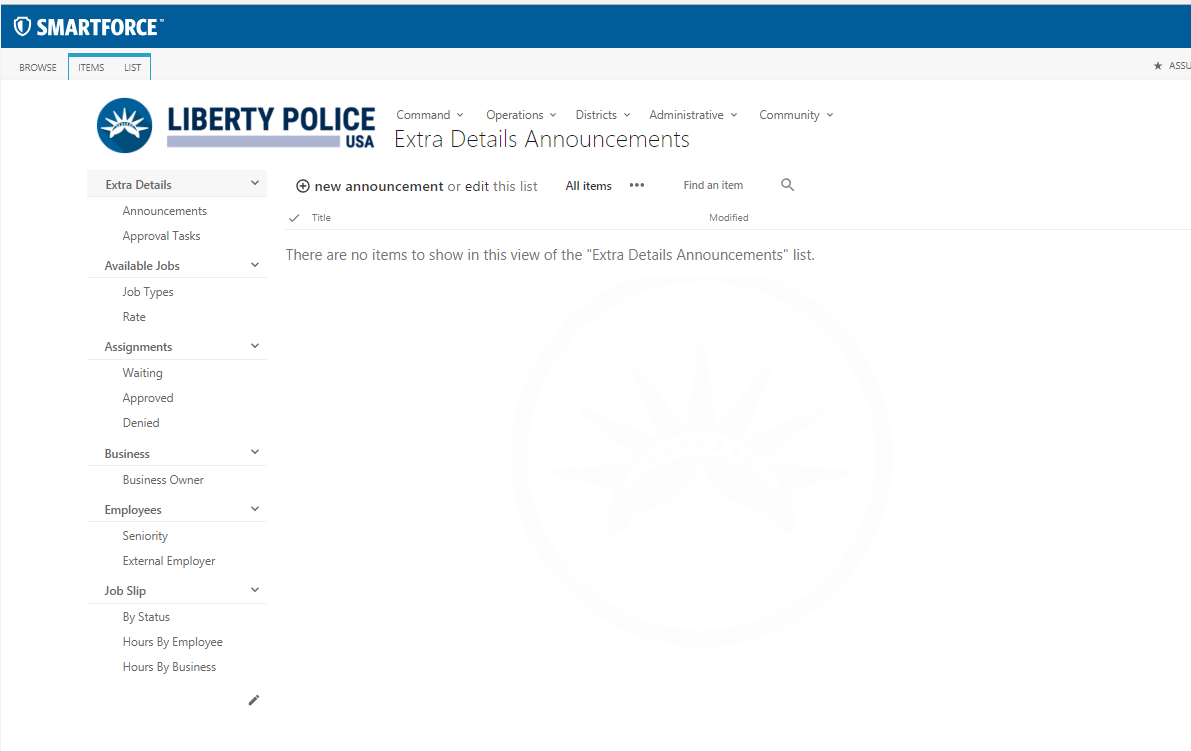 SMARTFORCE™
BROWSE ITEMS LIST ★ ASSU
LIBERTY POLICE
USA
Command Operations Districts Administrative Community
Extra Details Announcements
Extra Details
Announcements
Approval Tasks
Available Jobs
Job Types
Rate
Assignments
Waiting
Approved
Denied
Business
Business Owner
Employees
Seniority
External Employer
Job Slip
By Status
Hours By Employee
Hours By Business
new announcement or edit this list All items ••• Find an item
Title Modified
There are no items to show in this view of the "Extra Details Announcements" list.